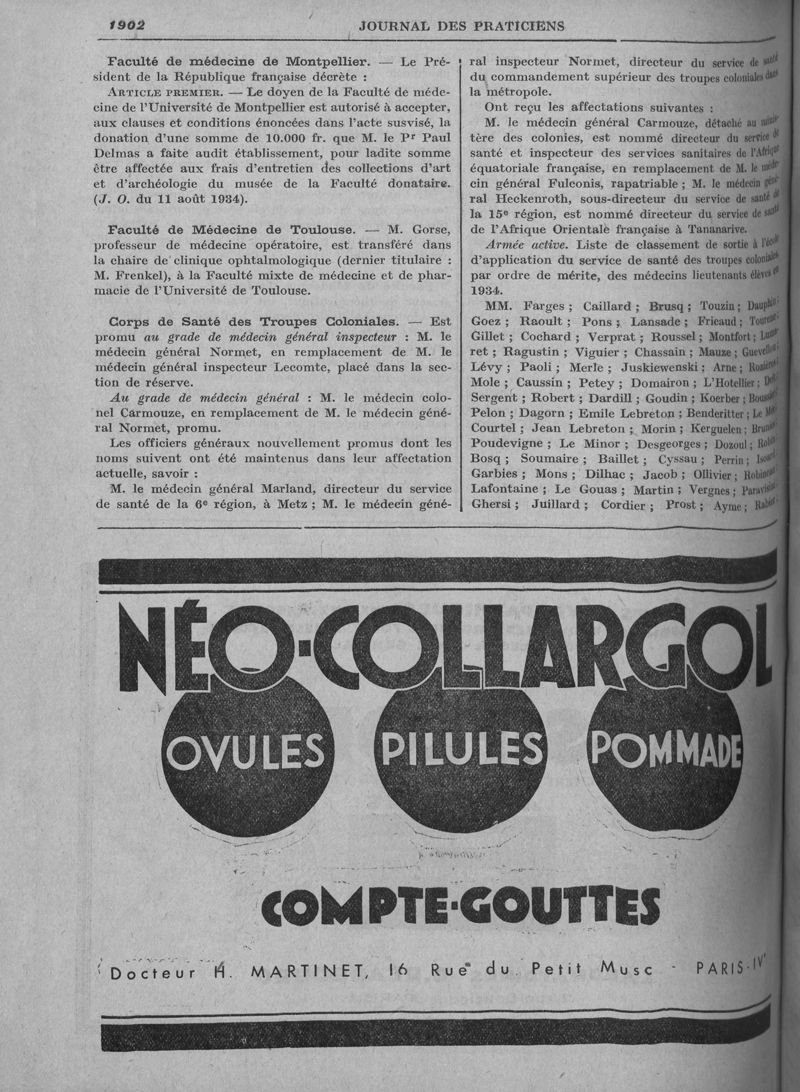 1902
JOURNAL DES PRATICIENS
Faculté de médecine de Montpellier. — Le Pré-
sident de la République française décrète :
ARTICLE PREMIER. — Le doyen de la Faculté de méde-
cine de l'Université de Montpellier est autorisé à accepter,
aux clauses et conditions énoncées dans l'acte susvisé, la
donation d'une somme de 10.000 fr. que M. le Pr Paul
Delmas a faite audit établissement, pour ladite somme
être affectée aux frais d'entretien des collections d'art
et d'archéologie du musée de la Faculté donataire.
(J. O. du 11 août 1934).
Faculté de Médecine de Toulouse. — M. Gorse,
professeur de médecine opératoire, est transféré dans
la chaire de clinique ophtalmologique (dernier titulaire :
M. Frenkel), à la Faculté mixte de médecine et de phar-
macie de l'Université de Toulouse.
Corps de Santé des Troupes Coloniales. — Est
promu au grade de médecin général inspecteur : M. le
médecin général Normet, en remplacement de M. le
médecin général inspecteur Lecomte, placé dans la sec-
tion de réserve.
Au grade de médecin général : M. le médecin colo-
nel Carmouze, en remplacement de M. le médecin géné-
ral Normet, promu.
Les officiers généraux nouvellement promus dont les
noms suivent ont été maintenus dans leur affectation
actuelle, savoir :
M. le médecin général Marland, directeur du service
de santé de la 6e région, à Metz ; M. le médecin géné-
ral inspecteur Normet, directeur du service de santé
du commandement supérieur des troupes coloniales dans
la métropole.
Ont reçu les affectations suivantes :
M. le médecin général Carmouze, détaché au minis-
tère des colonies, est nommé directeur du service de
santé et inspecteur des services sanitaires de l'Afrique
équatoriale française, en remplacement de M. le méde-
cin général Fulconis, rapatriable ; M. le médecin géné-
ral Heckenroth, sous-directeur du service de santé de
la 15e région, est nommé directeur du service de santé
de l'Afrique Orientale française à Tananarive.
Armée active. Liste de classement de sortie à l'école
d'application du service de santé des troupes coloniales
par ordre de mérite, des médecins lieutenants élèves en
1934.
MM. Farges ; Caillard ; Brusq ; Touzin ; Dauphin ;
Goez ; Raoult ; Pons ; Lansade ; Fricaud ;
Gillet ; Cochard ; Verprat ; Roussel ; Montfort ;
ret ; Ragustin ; Viguier ; Chassain ; Mauze ;
Lévy ; Paoli ; Merle ; Juskiewenski ; Arne ;
Mole ; Caussin ; Petey ; Domairon ; L'Hotellier ;
Sergent ; Robert ; Dardill ; Goudin ; Koerber ;
Pelon ; Dagorn ; Emile Lebreton ; Benderitter ; Le
Courtel ; Jean Lebreton ; Morin ; Kerguelen ;
Poudevigne ; Le Minor ; Desgeorges ; Dozoul ;
Bosq ; Soumaire ; Baillet ; Cyssau ; Perrin ;
Garbies ; Mons ; Dilhac ; Jacob ; Ollivier ;
Lafontaine ; Le Gouas ; Martin ; Vergnes ;
Ghersi ; Juillard ; Cordier ; Prost ; Ayme ;
NÉO-COLLARGOL
OVULES PILULES POMMADE
COMPTE-GOUTTES
Docteur H. MARTINET, 16 Rue du Petit Musc - PARIS-IVe